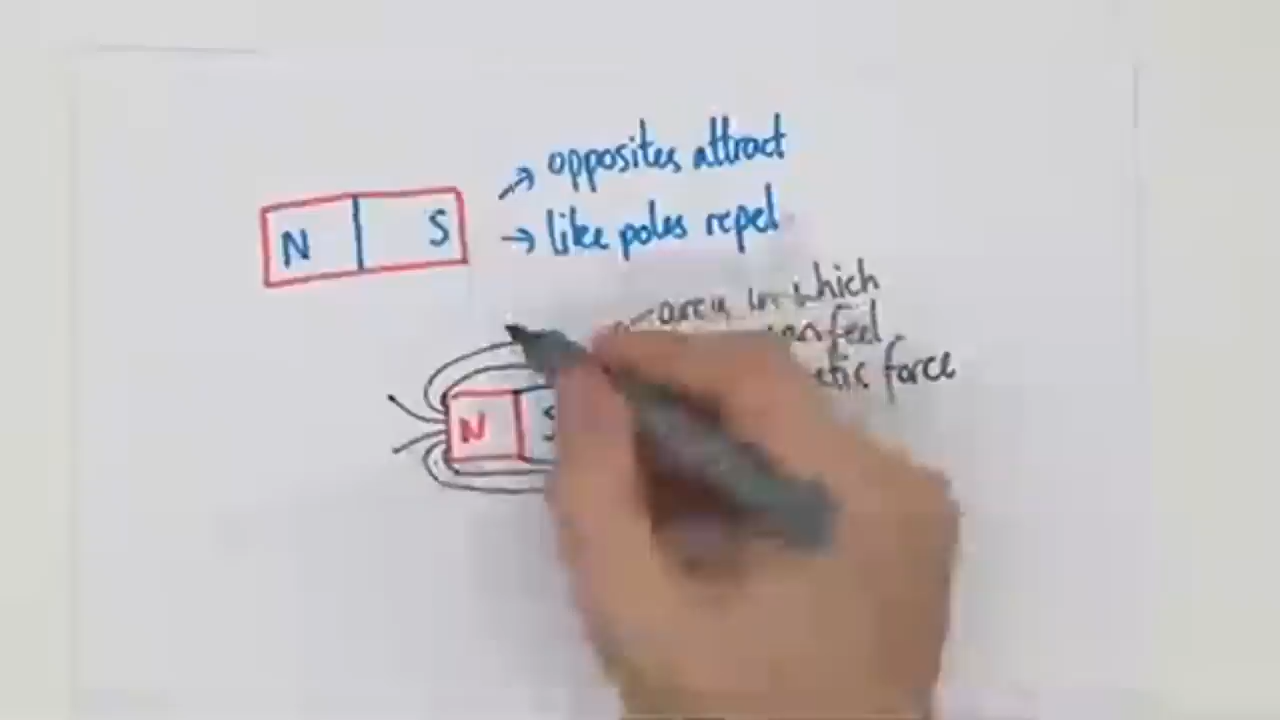 N S
→ opposites attract
→ like poles repel
area in which
feel
force
N S